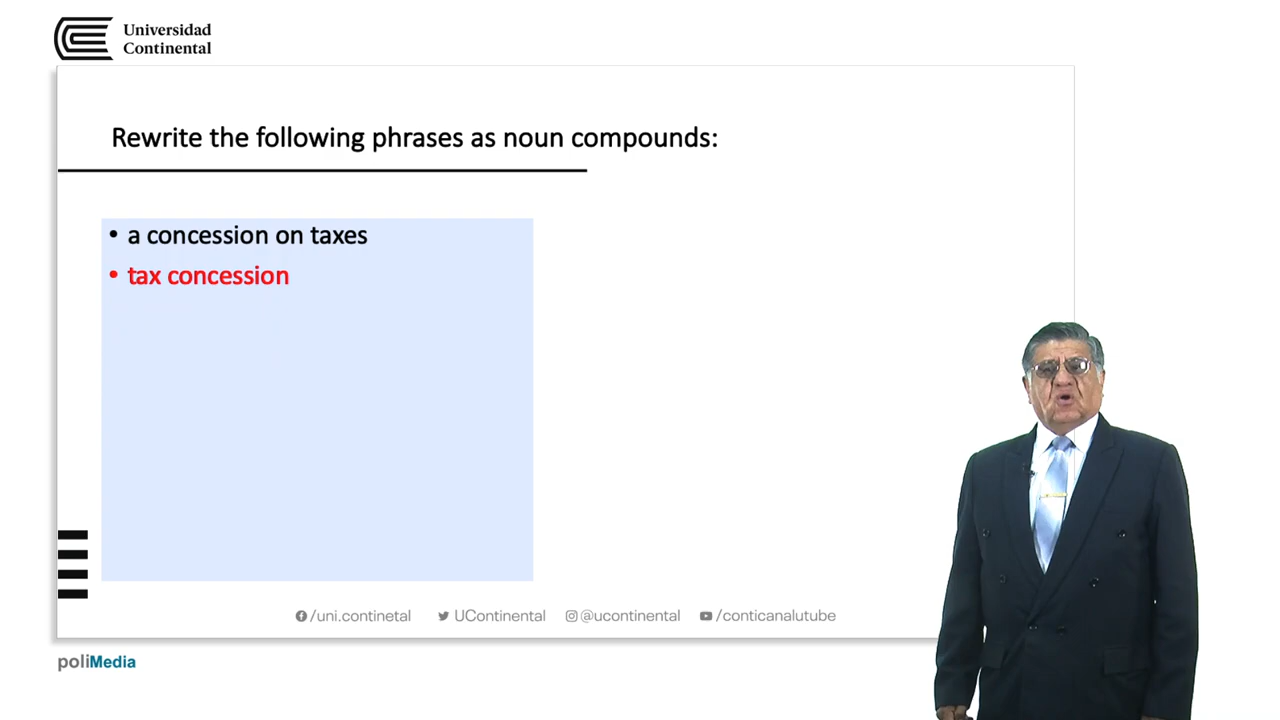 Universidad
Continental
Rewrite the following phrases as noun compounds:
• a concession on taxes
• tax concession
/uni.continetal UContinental @ucontinental /conticanalutube
poliMedia